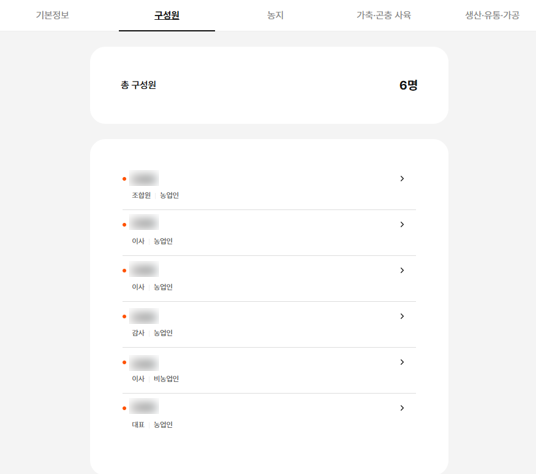 기본정보 구성원 농지 가축·곤충 사육 생산·유통·가공
총 구성원 6명
조합원 농업인
이사 농업인
이사 농업인
감사 농업인
이사 비농업인
대표 농업인